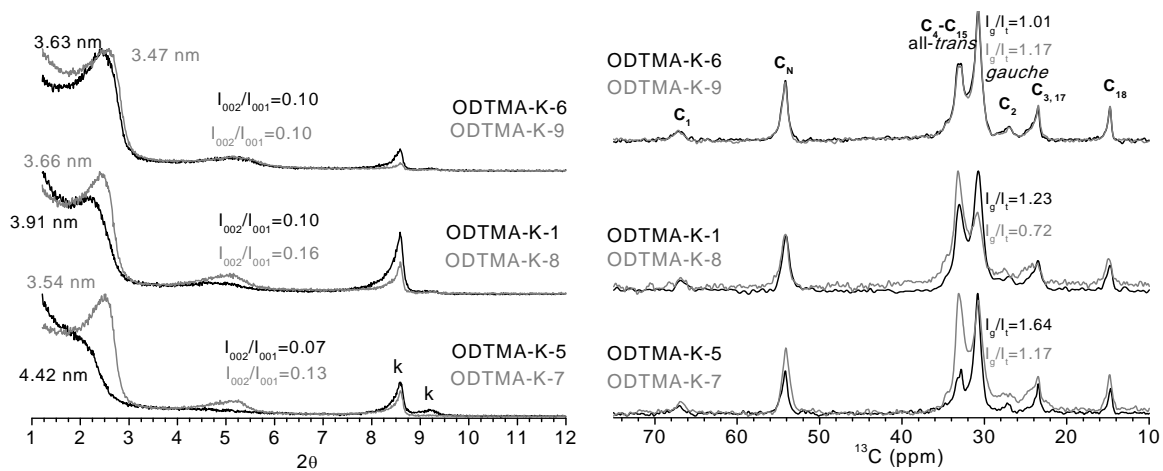 3.63 nm
3.47 nm
I002/I001=0.10
I002/I001=0.10
ODTMA-K-6
ODTMA-K-9
3.66 nm
3.91 nm
I002/I001=0.10
I002/I001=0.16
ODTMA-K-1
ODTMA-K-8
3.54 nm
4.42 nm
I002/I001=0.07
I002/I001=0.13
ODTMA-K-5
ODTMA-K-7
k
k
1 2 3 4 5 6 7 8 9 10 11 12
2θ
C4-C15
all-trans
Ig/It=1.01
Ig/It=1.17
gauche
ODTMA-K-6
ODTMA-K-9
CN
C1
C2
C3, 17
C18
Ig/It=1.23
Ig/It=0.72
ODTMA-K-1
ODTMA-K-8
Ig/It=1.64
Ig/It=1.17
ODTMA-K-5
ODTMA-K-7
70 60 50 40 30 20 10
13C (ppm)